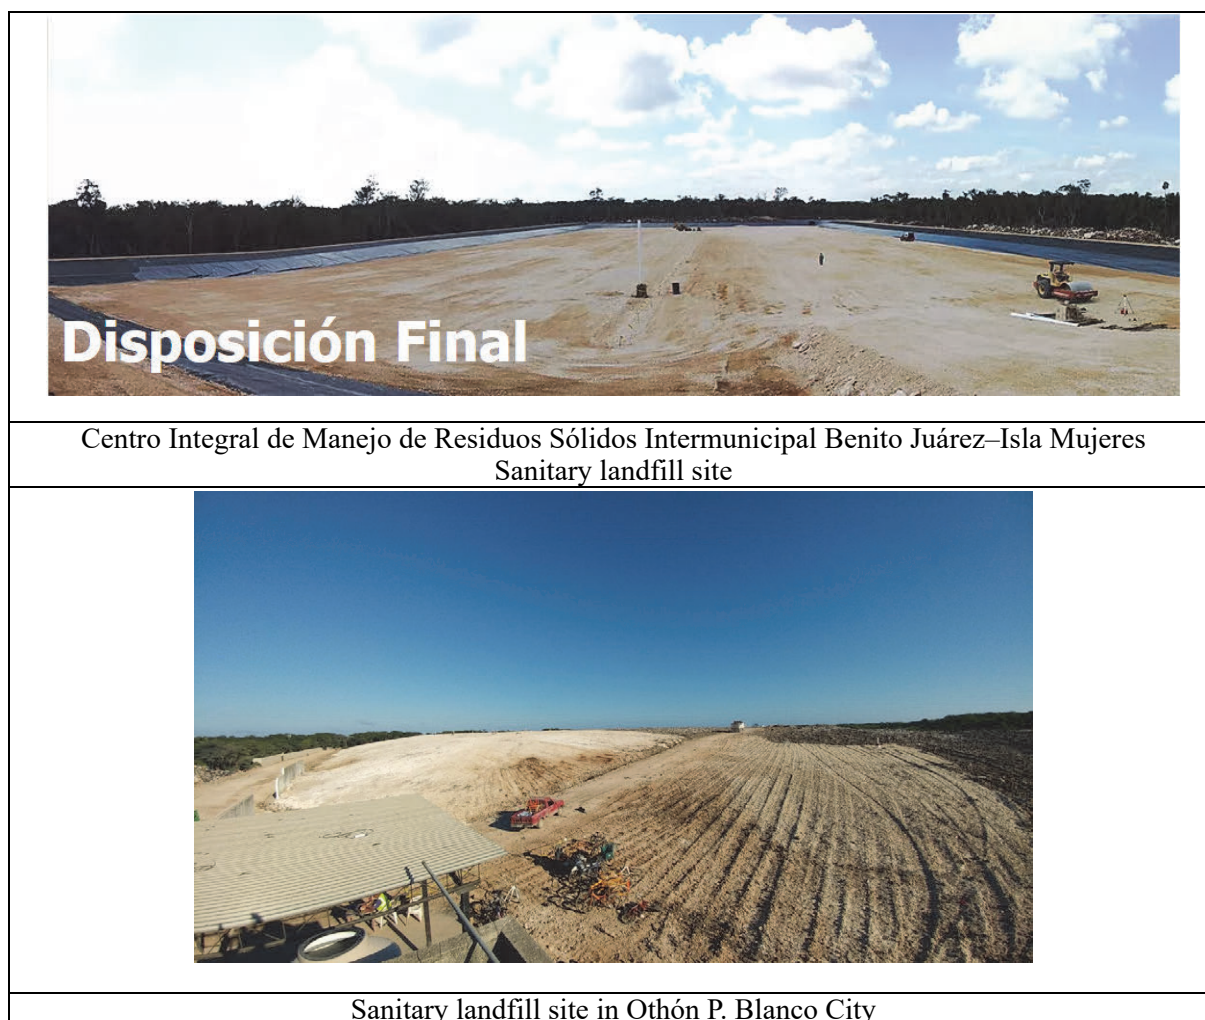 Disposición Final
Centro Integral de Manejo de Residuos Sólidos Intermunicipal Benito Juárez–Isla Mujeres
Sanitary landfill site
Sanitary landfill site in Othón P. Blanco City